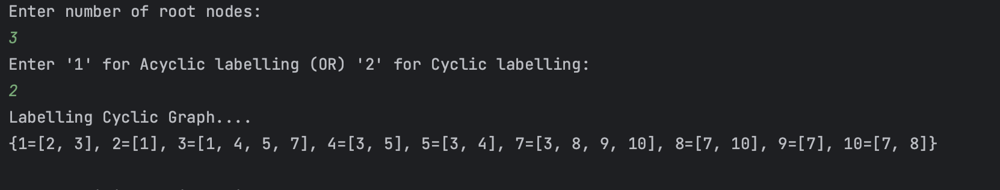 Enter number of root nodes:
3
Enter '1' for Acyclic labelling (OR) '2' for Cyclic labelling:
2
Labelling Cyclic Graph....
{1=[2, 3], 2=[1], 3=[1, 4, 5, 7], 4=[3, 5], 5=[3, 4], 7=[3, 8, 9, 10], 8=[7, 10], 9=[7], 10=[7, 8]}